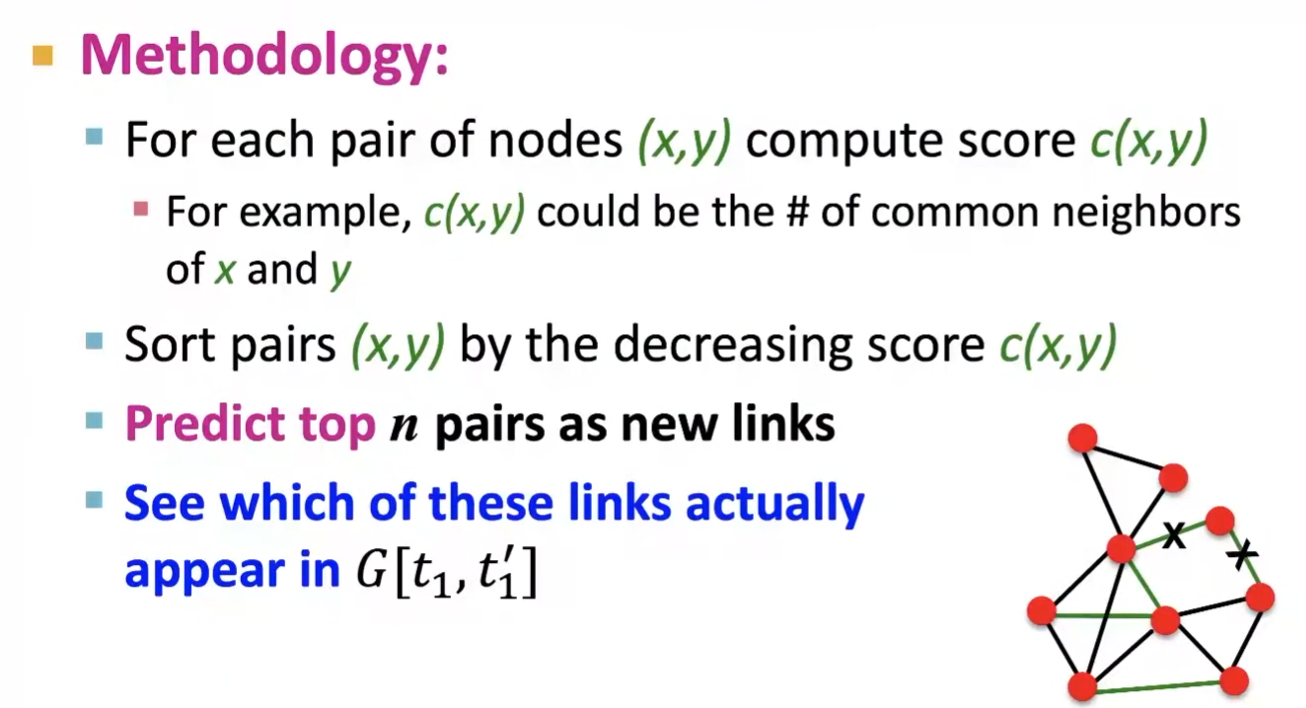 Methodology:
For each pair of nodes (x,y) compute score c(x,y)
For example, c(x,y) could be the # of common neighbors
of x and y
Sort pairs (x,y) by the decreasing score c(x,y)
Predict top n pairs as new links
See which of these links actually
appear in G[t₁, t₁′]
X
X